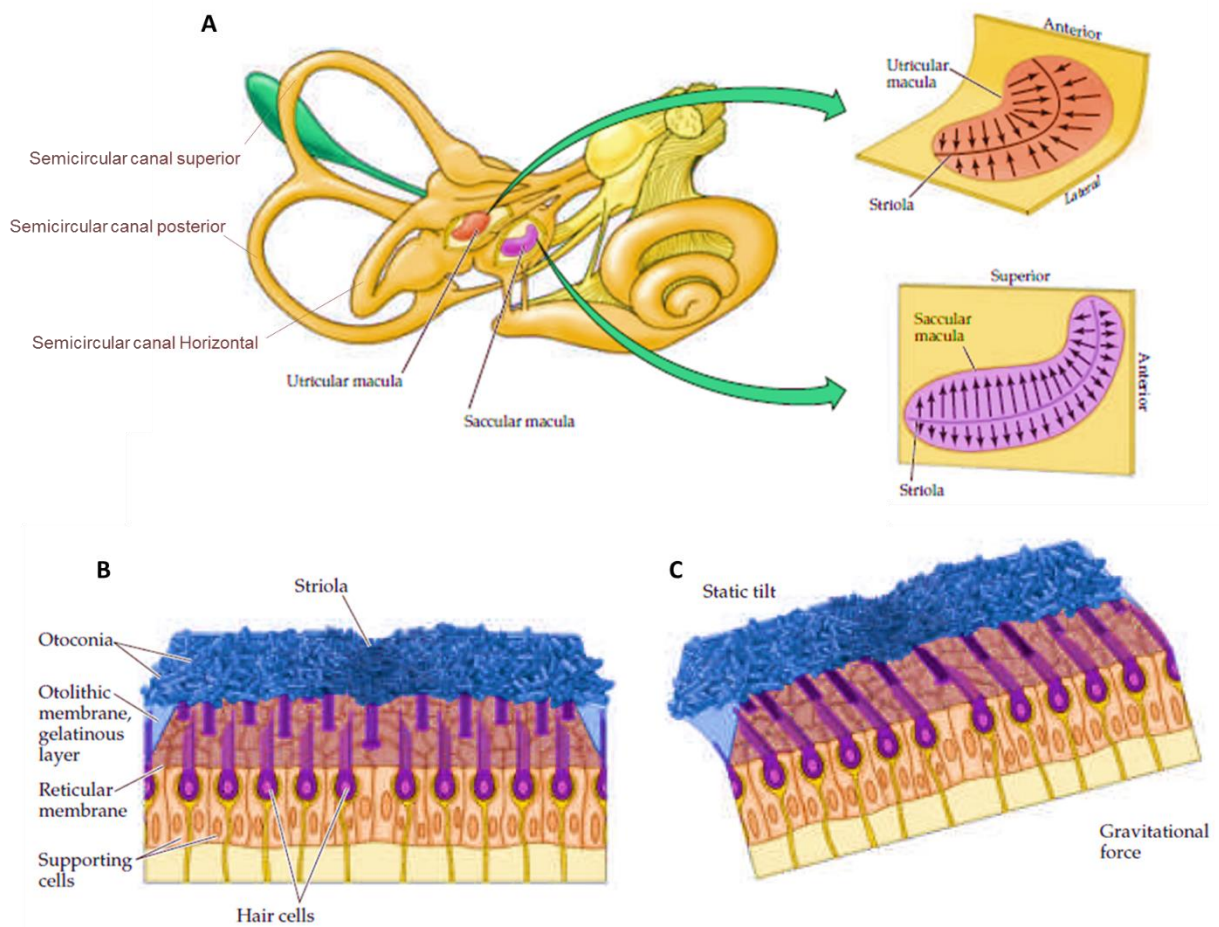 A
Semicircular canal superior
Semicircular canal posterior
Semicircular canal Horizontal
Utricular macula
Saccular macula
Anterior
Utricular
macula
Striola
Lateral
Superior
Saccular
macula
Anterior
Striola
B
Striola
Otoconia
Otolithic
membrane,
gelatinous
layer
Reticular
membrane
Supporting
cells
Hair cells
C
Static tilt
Gravitational
force